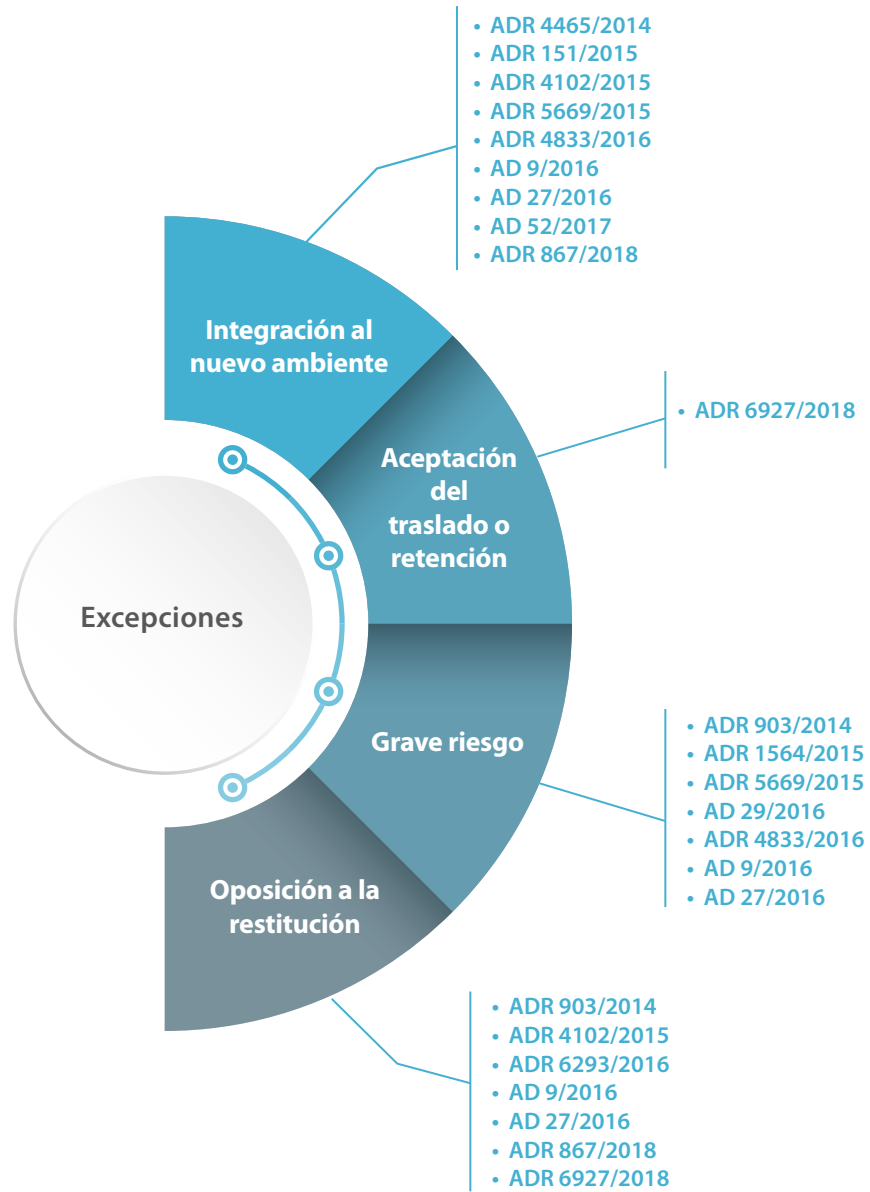 • ADR 4465/2014
• ADR 151/2015
• ADR 4102/2015
• ADR 5669/2015
• ADR 4833/2016
• AD 9/2016
• AD 27/2016
• AD 52/2017
• ADR 867/2018
Integración al
nuevo ambiente
• ADR 6927/2018
Aceptación
del
traslado o
retención
Excepciones
Grave riesgo
• ADR 903/2014
• ADR 1564/2015
• ADR 5669/2015
• AD 29/2016
• ADR 4833/2016
• AD 9/2016
• AD 27/2016
Oposición a la
restitución
• ADR 903/2014
• ADR 4102/2015
• ADR 6293/2016
• AD 9/2016
• AD 27/2016
• ADR 867/2018
• ADR 6927/2018